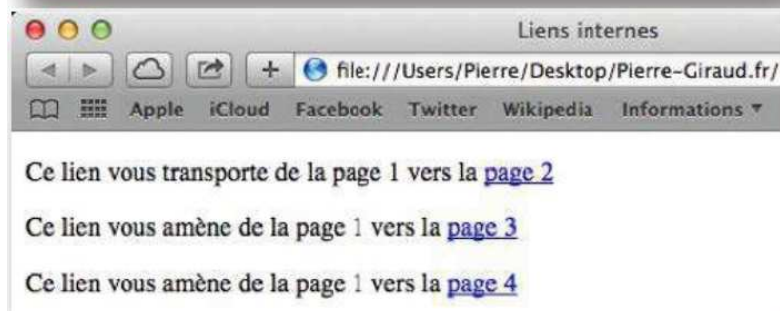 Liens internes
file:///Users/Pierre/Desktop/Pierre-Giraud.fr/
Apple iCloud Facebook Twitter Wikipedia Informations
Ce lien vous transporte de la page 1 vers la page 2
Ce lien vous amène de la page 1 vers la page 3
Ce lien vous amène de la page 1 vers la page 4